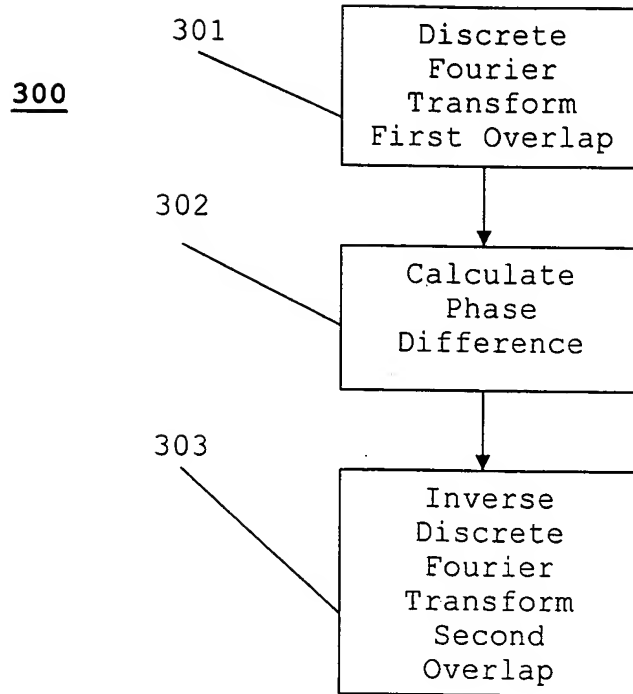 301
300
Discrete
Fourier
Transform
First Overlap
302
Calculate
Phase
Difference
303
Inverse
Discrete
Fourier
Transform
Second
Overlap